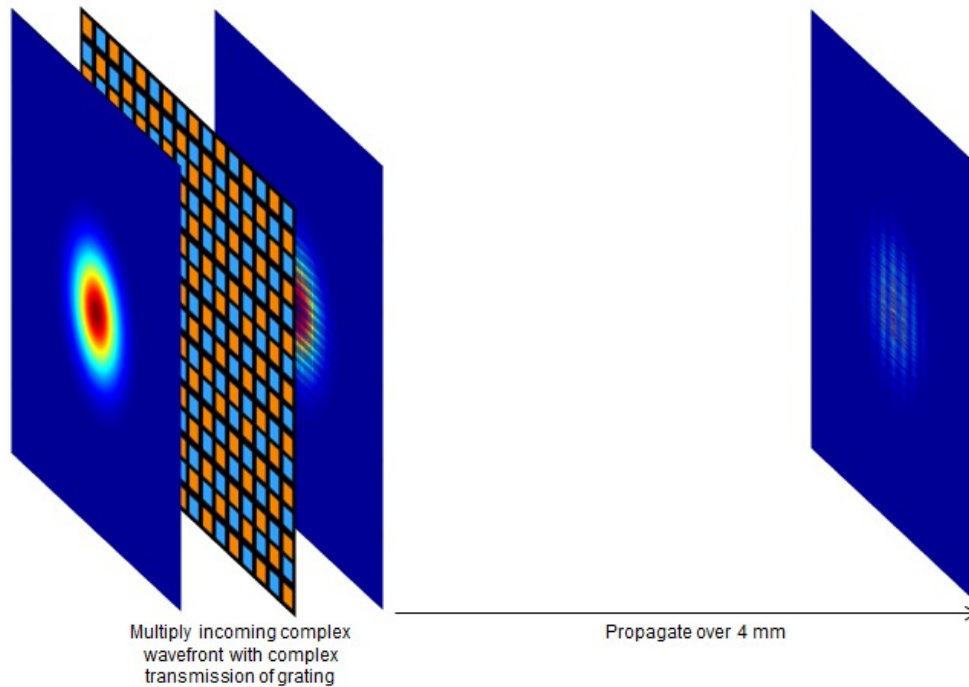 Multiply incoming complex
wavefront with complex
transmission of grating
Propagate over 4 mm